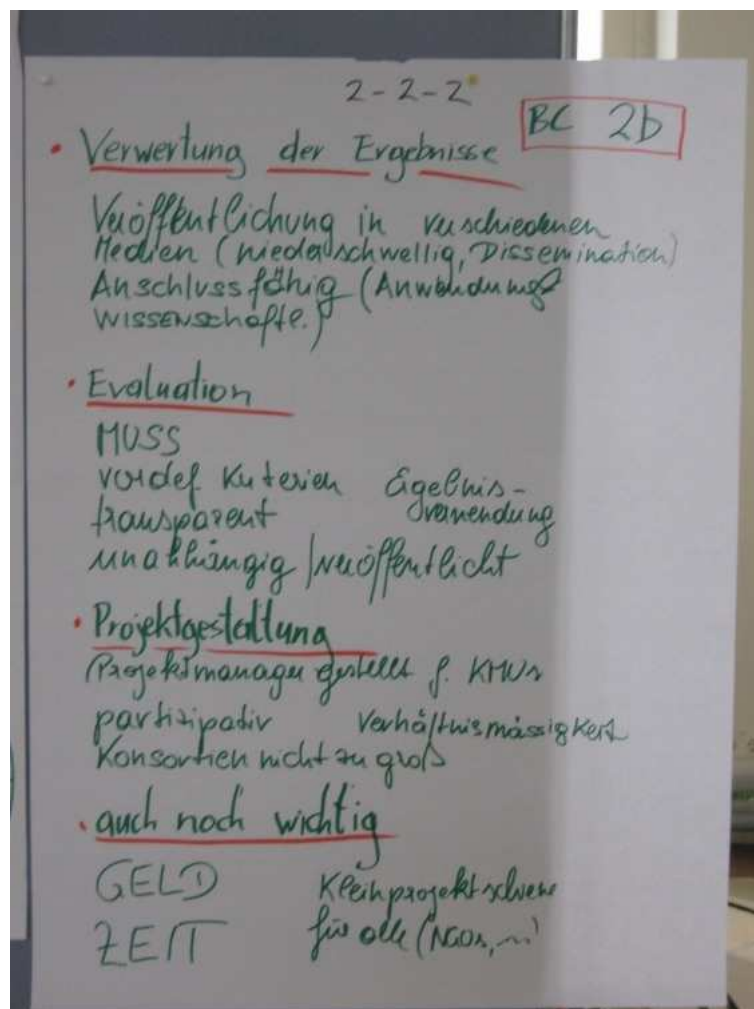 2-2-2
BC 2b
• Verwertung der Ergebnisse
Veröffentlichung in verschiedenen
Medien (niederschwellig, Dissemination)
Anschlussfähig (Anwendung
WISSENSchaftl.)
• Evaluation
MUSS
vordef Kriterien Ergebnis-
transparent verwendung
unabhängig / veröffentlicht
• Projektgestaltung
Projektmanager gestellt f. KMUs
partizipativ Verhältnismässigkeit
Konsortien nicht zu groß
• auch noch wichtig
GELD Kleinprojektschiene
ZEIT für alle (NGOs, ...)